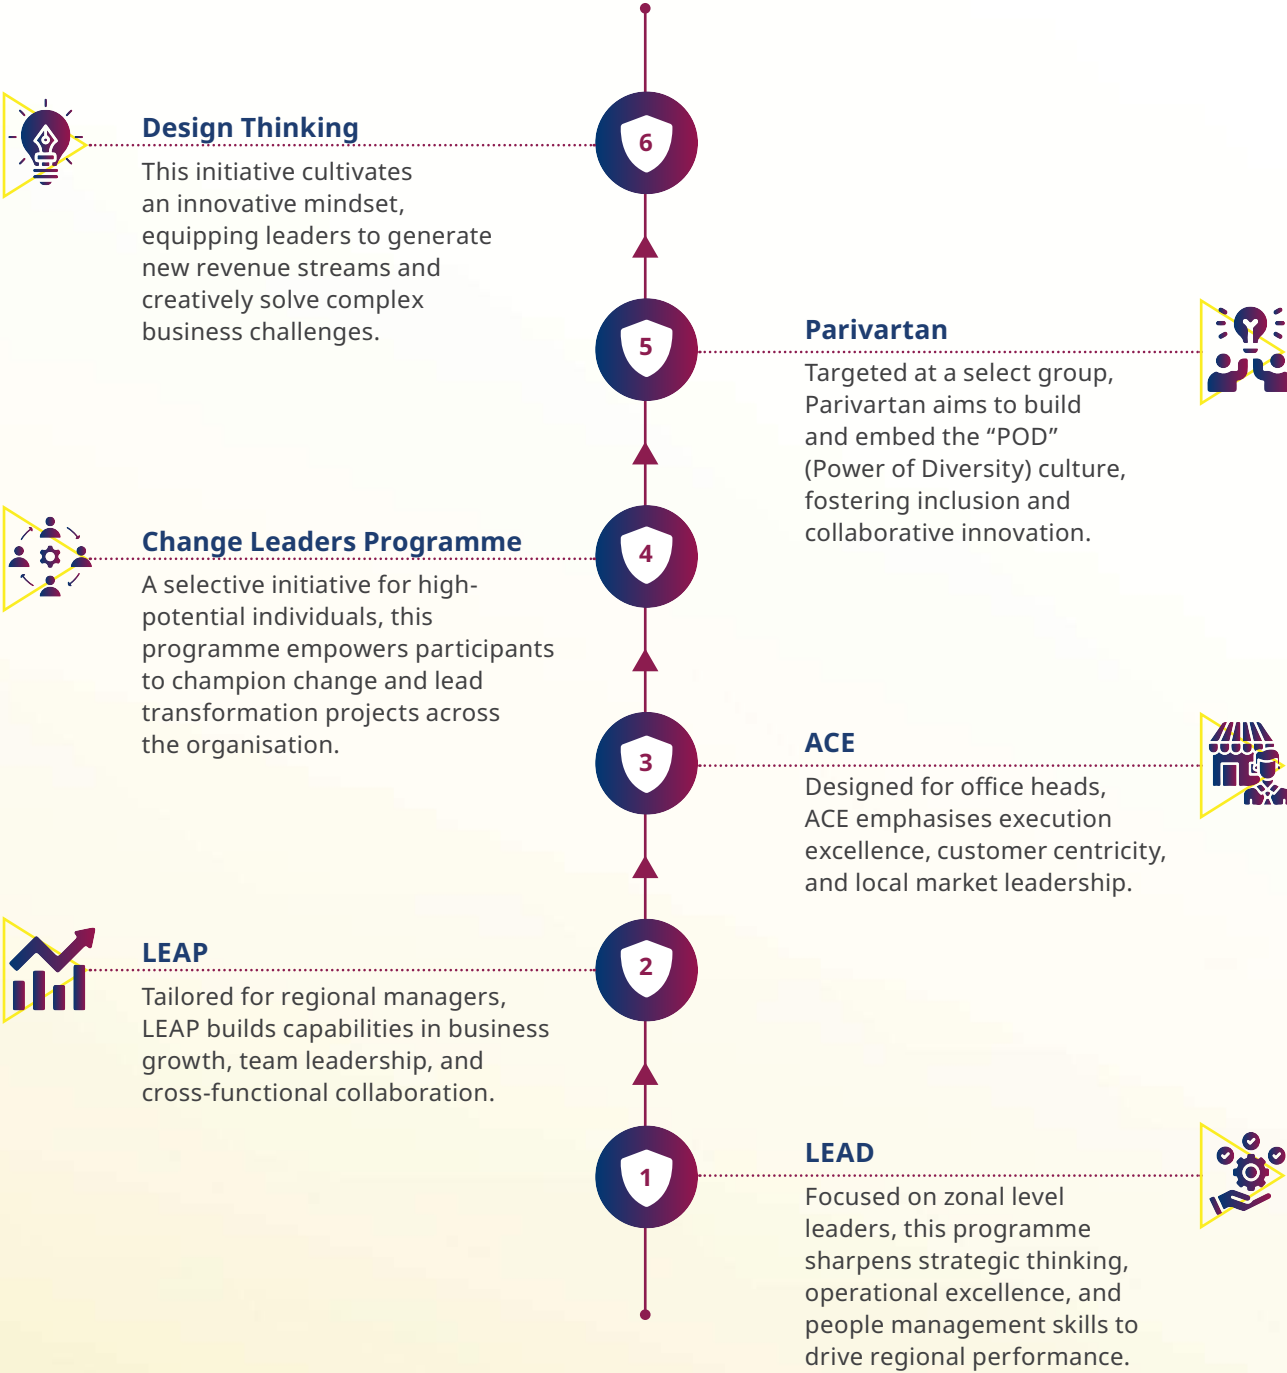 6
Design Thinking
This initiative cultivates
an innovative mindset,
equipping leaders to generate
new revenue streams and
creatively solve complex
business challenges.
5
Parivartan
Targeted at a select group,
Parivartan aims to build
and embed the “POD”
(Power of Diversity) culture,
fostering inclusion and
collaborative innovation.
4
Change Leaders Programme
A selective initiative for high-
potential individuals, this
programme empowers participants
to champion change and lead
transformation projects across
the organisation.
3
ACE
Designed for office heads,
ACE emphasises execution
excellence, customer centricity,
and local market leadership.
2
LEAP
Tailored for regional managers,
LEAP builds capabilities in business
growth, team leadership, and
cross-functional collaboration.
1
LEAD
Focused on zonal level
leaders, this programme
sharpens strategic thinking,
operational excellence, and
people management skills to
drive regional performance.